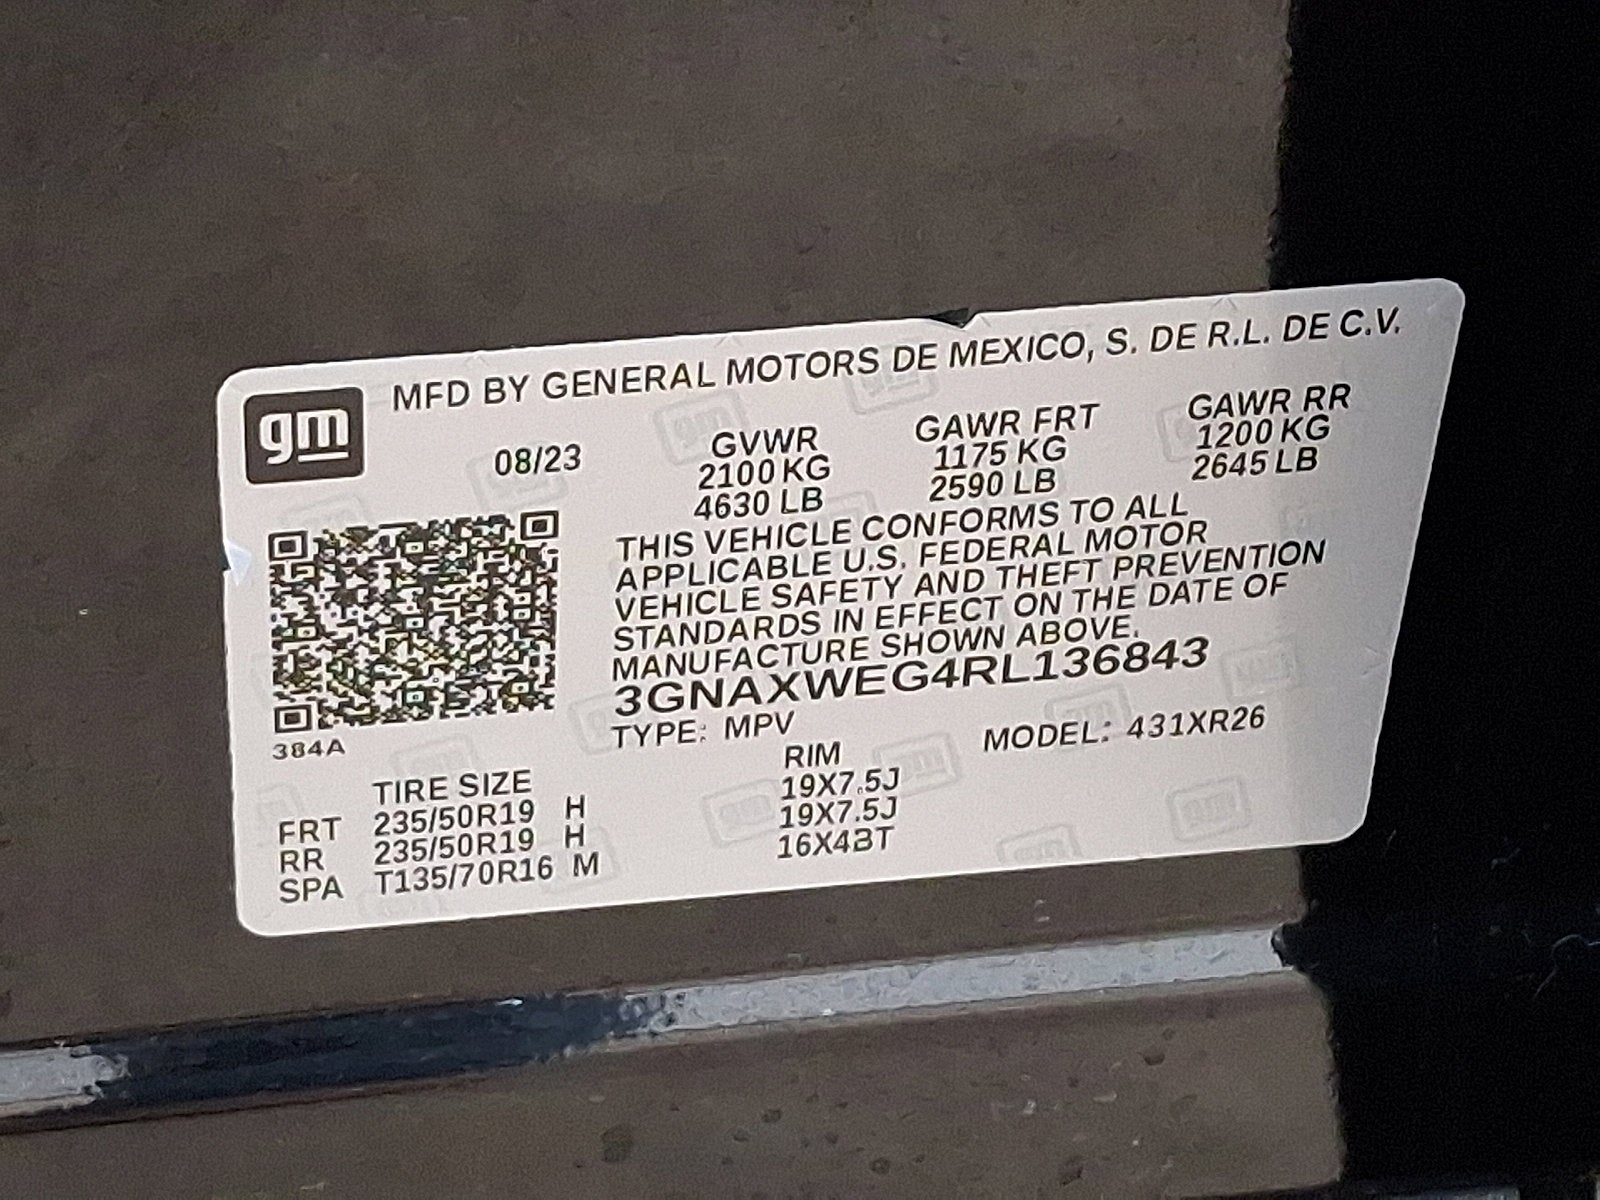 gm
MFD BY GENERAL MOTORS DE MEXICO, S. DE R.L. DE C.V.
08/23 GVWR GAWR FRT GAWR RR
2100 KG 1175 KG 1200 KG
4630 LB 2590 LB 2645 LB
THIS VEHICLE CONFORMS TO ALL
APPLICABLE U.S. FEDERAL MOTOR
VEHICLE SAFETY AND THEFT PREVENTION
STANDARDS IN EFFECT ON THE DATE OF
MANUFACTURE SHOWN ABOVE.
3GNAXWEG4RL136843
384A
TYPE: MPV MODEL: 431XR26
TIRE SIZE RIM
FRT 235/50R19 H 19X7.5J
RR 235/50R19 H 19X7.5J
SPA T135/70R16 M 16X4BT